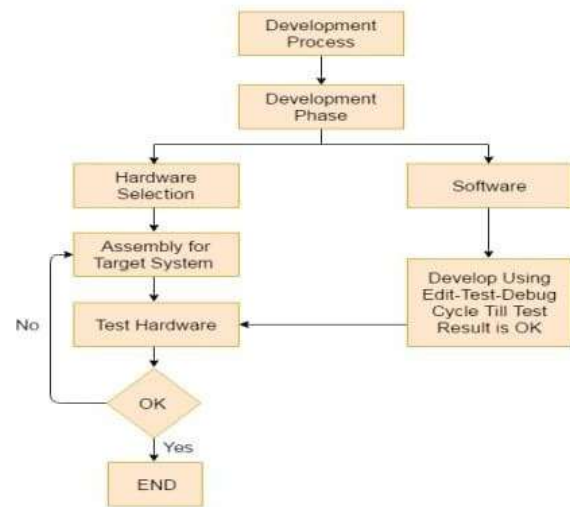 Development
Process
Development
Phase
Hardware
Selection
Software
Assembly for
Target System
Develop Using
Edit-Test-Debug
Cycle Till Test
Result is OK
No
Test Hardware
OK
Yes
END